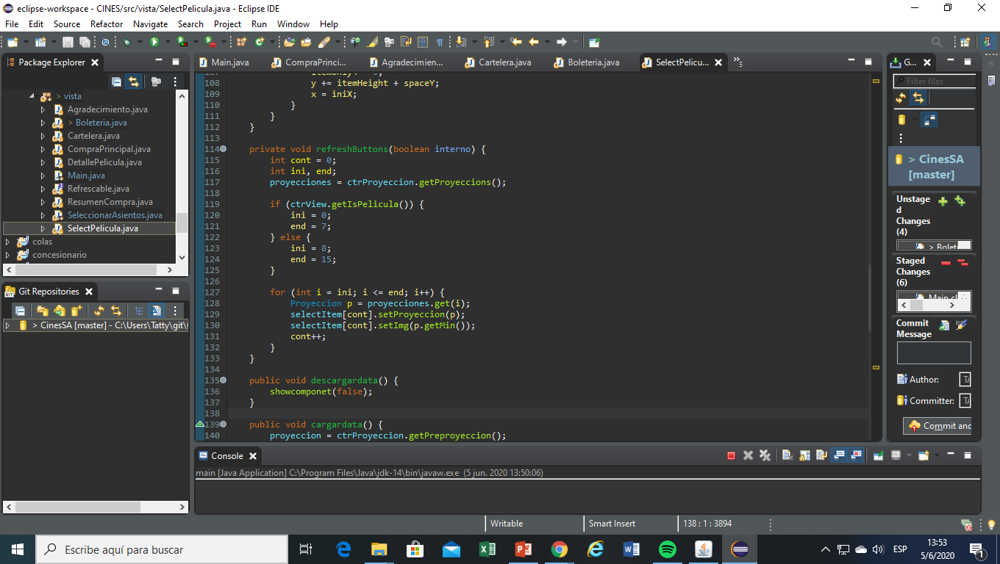 eclipse-workspace - CINES/src/vista/SelectPelicula.java - Eclipse IDE
File Edit Source Refactor Navigate Search Project Run Window Help
Package Explorer
> vista
Agradecimiento.java
> Boleteria.java
Cartelera.java
CompraPrincipal.java
DetallePelicula.java
Main.java
Refrescable.java
ResumenCompra.java
SeleccionarAsientos.java
SelectPelicula.java
colas
concesionario
Git Repositories
> CinesSA [master] - C:\Users\Tatty\git\
Main.java CompraPrinci... Agradecimien... Cartelera.java Boleteria.java SelectPelicu... »5
108 y += itemHeight + spaceY;
109 x = iniX;
110 }
111 }
112 }
113
114 private void refreshButtons(boolean interno) {
115 int cont = 0;
116 int ini, end;
117 proyecciones = ctrProyeccion.getProyeccions();
118
119 if (ctrView.getIsPelicula()) {
120 ini = 0;
121 end = 7;
122 } else {
123 ini = 8;
124 end = 15;
125 }
126
127 for (int i = ini; i <= end; i++) {
128 Proyeccion p = proyecciones.get(i);
129 selectItem[cont].setProyeccion(p);
130 selectItem[cont].setImg(p.getMin());
131 cont++;
132 }
133 }
134
135 public void descargardata() {
136 showcomponet(false);
137 }
138
139 public void cargardata() {
140 proyeccion = ctrProyeccion.getPreproyeccion();
G...
Filter files
> CinesSA
[master]
Unstage
d
Changes
(4)
> Bolet
Staged
Changes
(6)
Main.cl
Commit
Message
Author:
Committer:
Commit and
Console
main [Java Application] C:\Program Files\Java\jdk-14\bin\javaw.exe (5 jun. 2020 13:50:06)
Writable Smart Insert 138 : 1 : 3894
Escribe aquí para buscar
ESP
13:53
5/6/2020
1